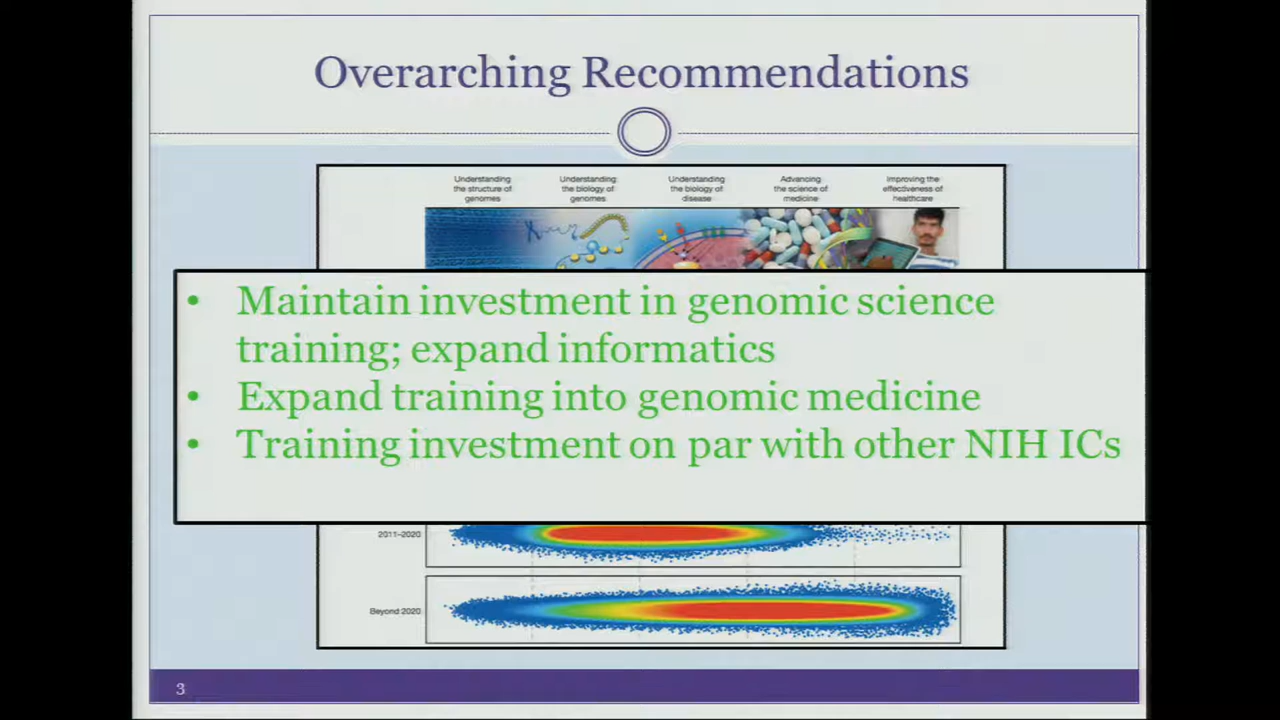 Overarching Recommendations
Understanding the structure of genomes
Understanding the biology of genomes
Understanding the biology of disease
Advancing the science of medicine
Improving the effectiveness of healthcare
• Maintain investment in genomic science
training; expand informatics
• Expand training into genomic medicine
• Training investment on par with other NIH ICs
2011–2020
Beyond 2020
3